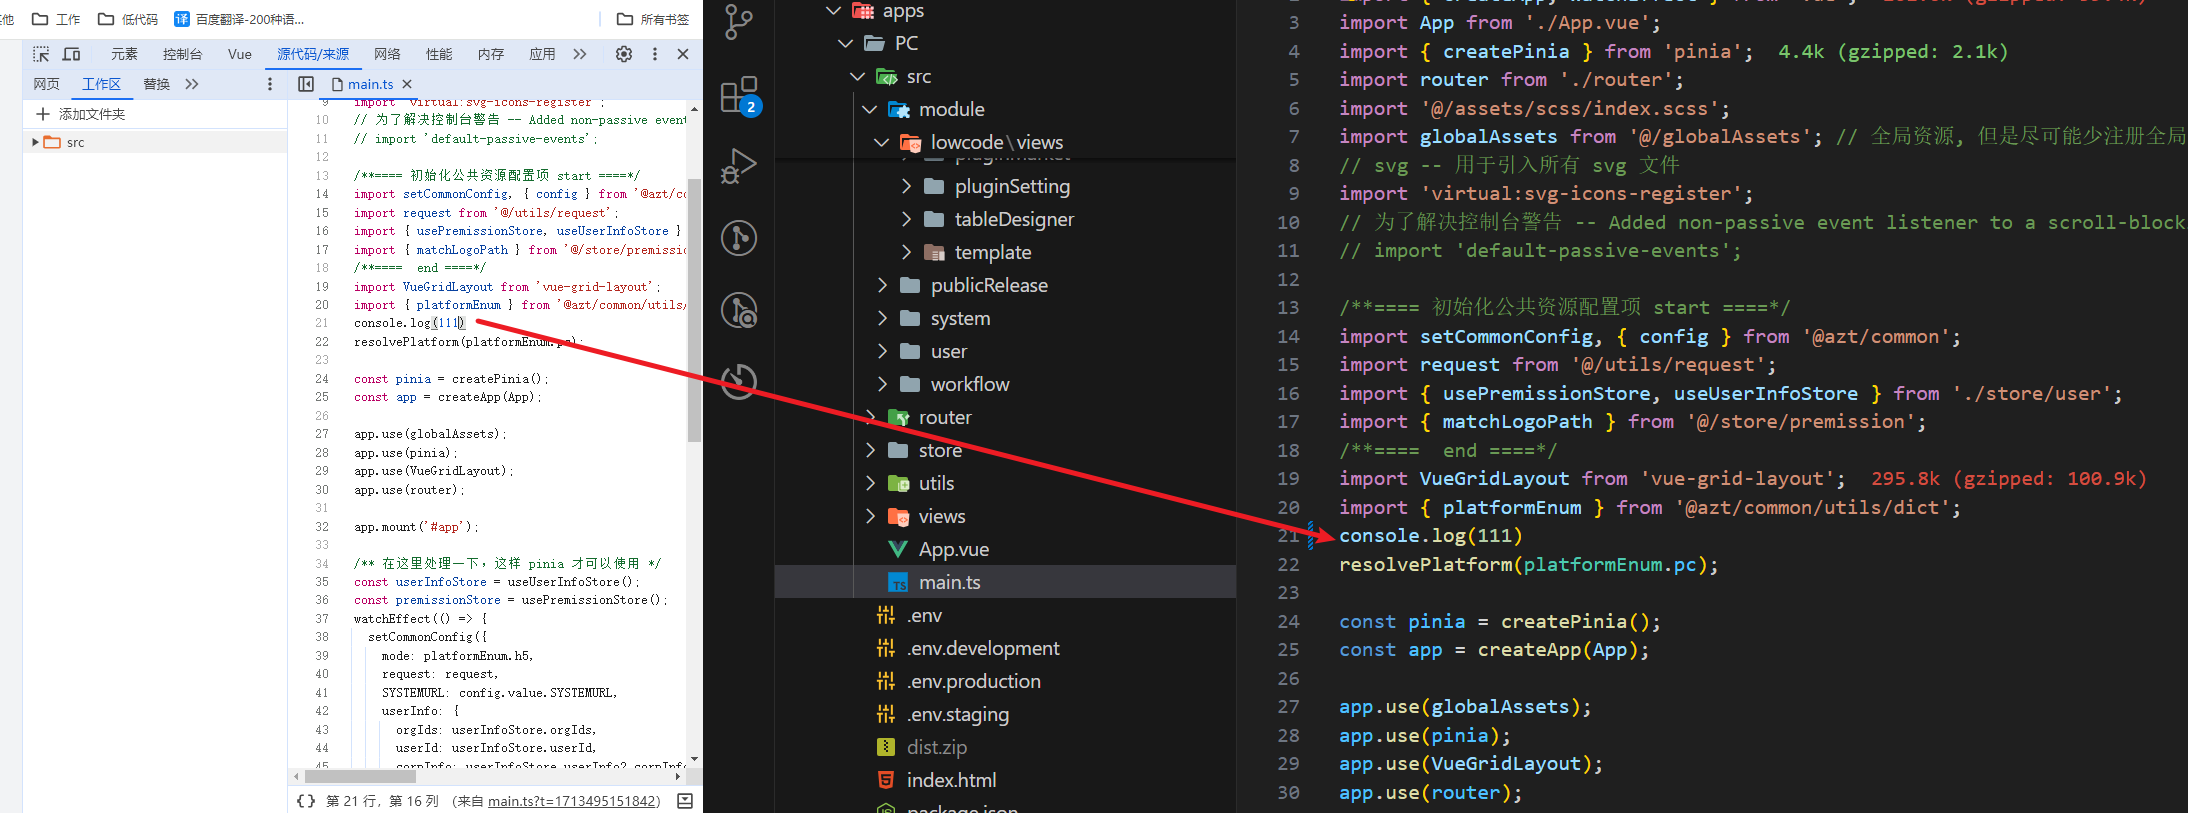 其他 工作 低代码 译 百度翻译-200种语... 所有书签
元素 控制台 Vue 源代码/来源 网络 性能 内存 应用
网页 工作区 替换 main.ts
添加文件夹
src
9 import 'virtual:svg-icons-register';
10 // 为了解决控制台警告 -- Added non-passive event
11 // import 'default-passive-events';
12
13 /**==== 初始化公共资源配置项 start ====*/
14 import setCommonConfig, { config } from '@azt/co
15 import request from '@/utils/request';
16 import { usePremissionStore, useUserInfoStore }
17 import { matchLogoPath } from '@/store/premissio
18 /**====  end ====*/
19 import VueGridLayout from 'vue-grid-layout';
20 import { platformEnum } from '@azt/common/utils/
21 console.log(111)
22 resolvePlatform(platformEnum.pc);
23
24 const pinia = createPinia();
25 const app = createApp(App);
26
27 app.use(globalAssets);
28 app.use(pinia);
29 app.use(VueGridLayout);
30 app.use(router);
31
32 app.mount('#app');
33
34 /** 在这里处理一下，这样 pinia 才可以使用 */
35 const userInfoStore = useUserInfoStore();
36 const premissionStore = usePremissionStore();
37 watchEffect(() => {
38 setCommonConfig({
39 mode: platformEnum.h5,
40 request: request,
41 SYSTEMURL: config.value.SYSTEMURL,
42 userInfo: {
43 orgIds: userInfoStore.orgIds,
44 userId: userInfoStore.userId,
45 corpInfo: userInfoStore.userInfo?.corpInfo
{} 第 21 行，第 16 列 （来自 main.ts?t=1713495151842）
2
apps
PC
src
module
lowcode\views
pluginMarket
pluginSetting
tableDesigner
template
publicRelease
system
user
workflow
router
store
utils
views
App.vue
TS main.ts
.env
.env.development
.env.production
.env.staging
dist.zip
index.html
package.json
3 import App from './App.vue';
4 import { createPinia } from 'pinia';  4.4k (gzipped: 2.1k)
5 import router from './router';
6 import '@/assets/scss/index.scss';
7 import globalAssets from '@/globalAssets'; // 全局资源, 但是尽可能少注册全局
8 // svg -- 用于引入所有 svg 文件
9 import 'virtual:svg-icons-register';
10 // 为了解决控制台警告 -- Added non-passive event listener to a scroll-block
11 // import 'default-passive-events';
12
13 /**==== 初始化公共资源配置项 start ====*/
14 import setCommonConfig, { config } from '@azt/common';
15 import request from '@/utils/request';
16 import { usePremissionStore, useUserInfoStore } from './store/user';
17 import { matchLogoPath } from '@/store/premission';
18 /**====  end ====*/
19 import VueGridLayout from 'vue-grid-layout';  295.8k (gzipped: 100.9k)
20 import { platformEnum } from '@azt/common/utils/dict';
21 console.log(111)
22 resolvePlatform(platformEnum.pc);
23
24 const pinia = createPinia();
25 const app = createApp(App);
26
27 app.use(globalAssets);
28 app.use(pinia);
29 app.use(VueGridLayout);
30 app.use(router);